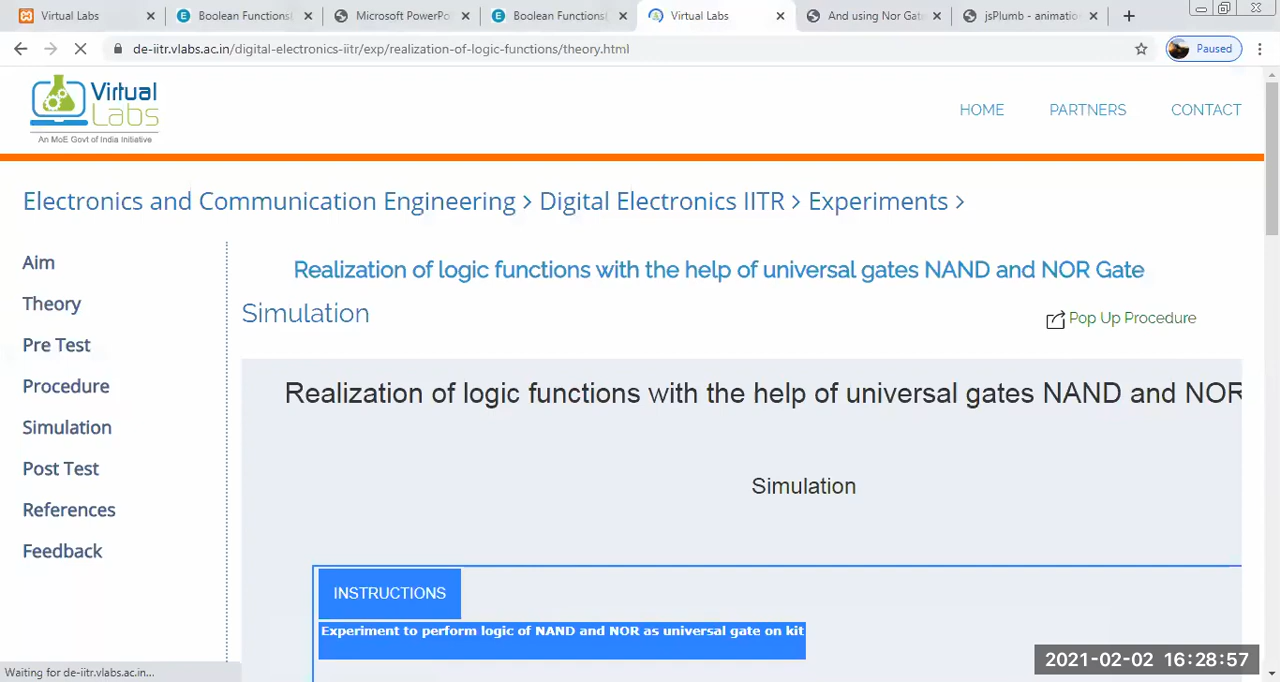 Virtual Labs
Boolean Functions
Microsoft PowerPo
Boolean Functions
Virtual Labs
And using Nor Gat
jsPlumb - animatio
de-iitr.vlabs.ac.in/digital-electronics-iitr/exp/realization-of-logic-functions/theory.html
Paused
Virtual
Labs
An MoE Govt of India Initiative
HOME
PARTNERS
CONTACT
Electronics and Communication Engineering > Digital Electronics IITR > Experiments >
Aim
Theory
Pre Test
Procedure
Simulation
Post Test
References
Feedback
Realization of logic functions with the help of universal gates NAND and NOR Gate
Simulation
Pop Up Procedure
Realization of logic functions with the help of universal gates NAND and NOR
Simulation
INSTRUCTIONS
Experiment to perform logic of NAND and NOR as universal gate on kit
Waiting for de-iitr.vlabs.ac.in...
2021-02-02 16:28:57